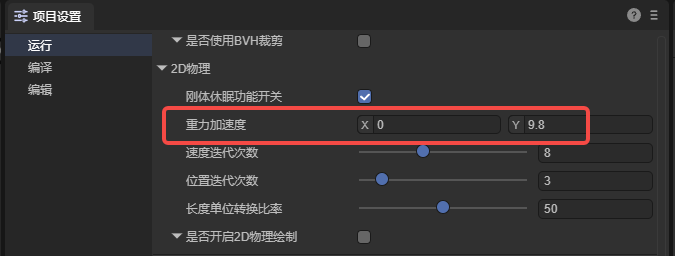 项目设置
运行
编译
编辑
是否使用BVH裁剪
2D物理
刚体休眠功能开关
重力加速度 X 0 Y 9.8
速度迭代次数 8
位置迭代次数 3
长度单位转换比率 50
是否开启2D物理绘制